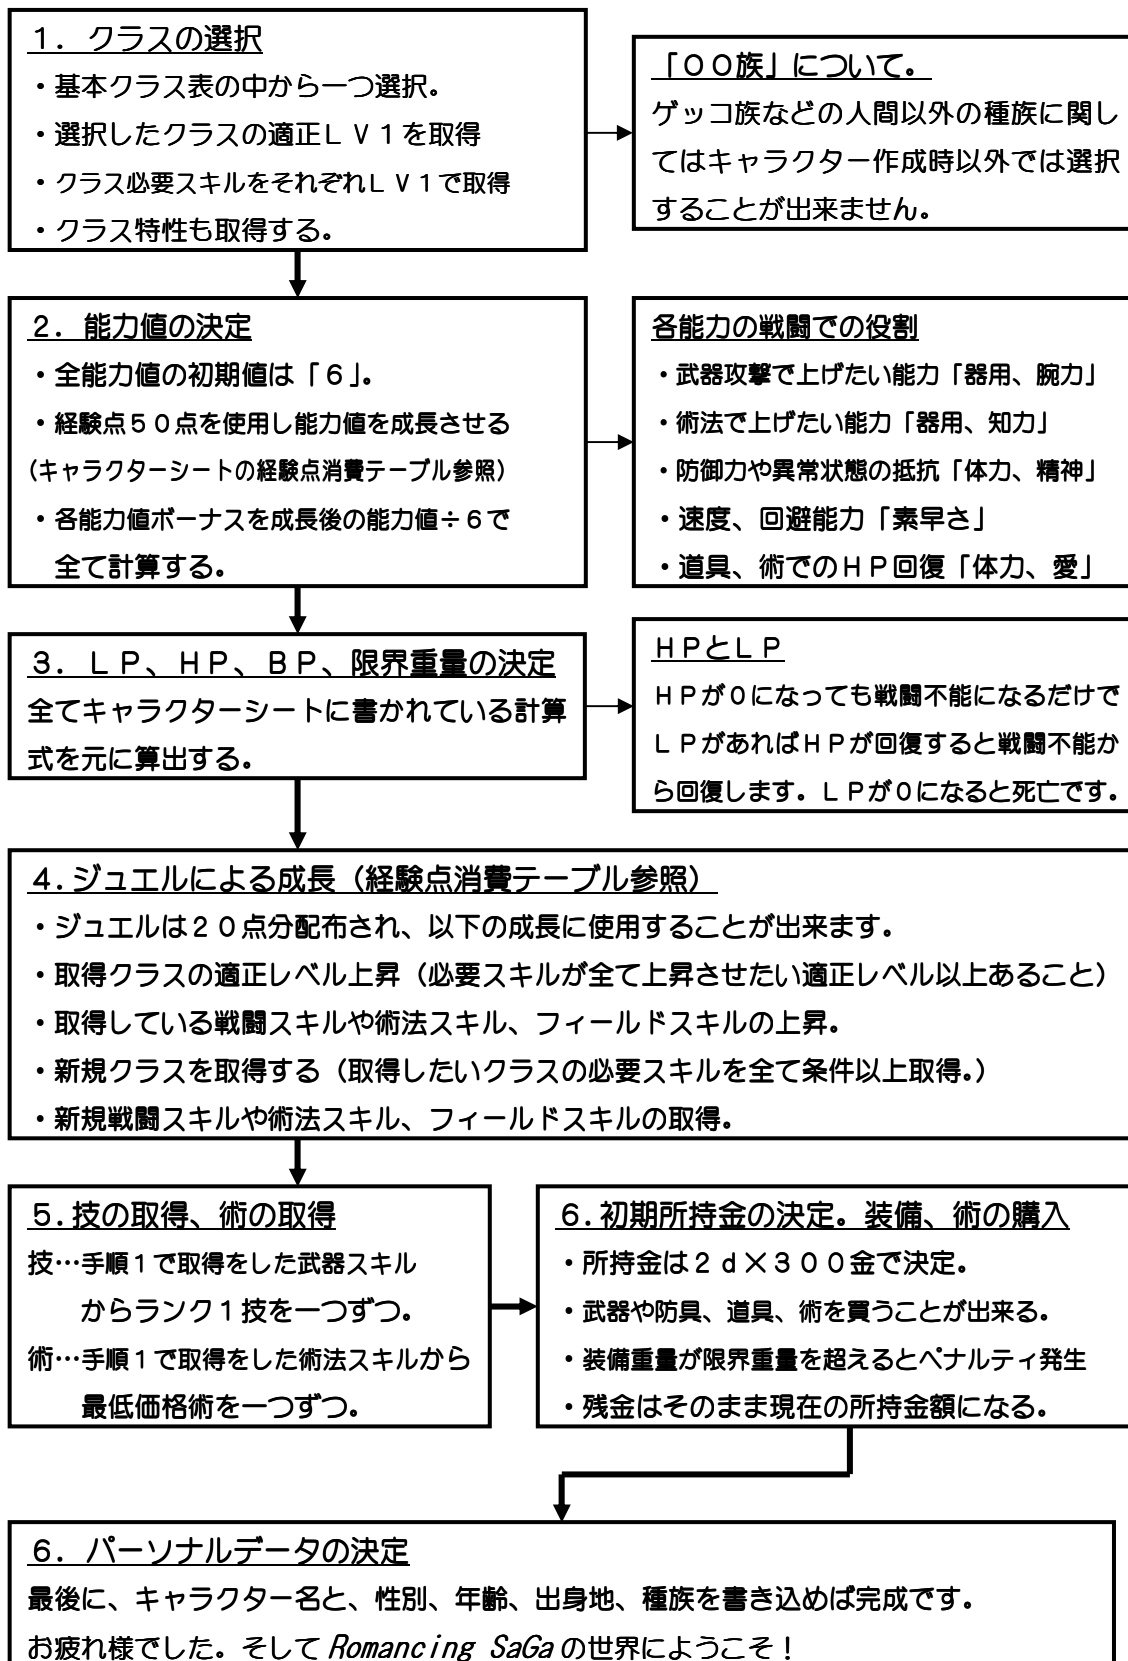 １．クラスの選択
・基本クラス表の中から一つ選択。
・選択したクラスの適正ＬＶ１を取得
・クラス必要スキルをそれぞれＬＶ１で取得
・クラス特性も取得する。
「○○族」について。
ゲッコ族などの人間以外の種族に関し
てはキャラクター作成時以外では選択
することが出来ません。
２．能力値の決定
・全能力値の初期値は「６」。
・経験点５０点を使用し能力値を成長させる
（キャラクターシートの経験点消費テーブル参照）
・各能力値ボーナスを成長後の能力値÷６で
全て計算する。
各能力の戦闘での役割
・武器攻撃で上げたい能力「器用、腕力」
・術法で上げたい能力「器用、知力」
・防御力や異常状態の抵抗「体力、精神」
・速度、回避能力「素早さ」
・道具、術でのＨＰ回復「体力、愛」
３．ＬＰ、ＨＰ、ＢＰ、限界重量の決定
全てキャラクターシートに書かれている計算
式を元に算出する。
ＨＰとＬＰ
ＨＰが０になっても戦闘不能になるだけで
ＬＰがあればＨＰが回復すると戦闘不能か
ら回復します。ＬＰが０になると死亡です。
４.ジュエルによる成長（経験点消費テーブル参照）
・ジュエルは２０点分配布され、以下の成長に使用することが出来ます。
・取得クラスの適正レベル上昇（必要スキルが全て上昇させたい適正レベル以上あること）
・取得している戦闘スキルや術法スキル、フィールドスキルの上昇。
・新規クラスを取得する（取得したいクラスの必要スキルを全て条件以上取得。）
・新規戦闘スキルや術法スキル、フィールドスキルの取得。
５.技の取得、術の取得
技…手順１で取得をした武器スキル
からランク１技を一つずつ。
術…手順１で取得をした術法スキルから
最低価格術を一つずつ。
６.初期所持金の決定。装備、術の購入
・所持金は２ｄ×３００金で決定。
・武器や防具、道具、術を買うことが出来る。
・装備重量が限界重量を超えるとペナルティ発生
・残金はそのまま現在の所持金額になる。
６．パーソナルデータの決定
最後に、キャラクター名と、性別、年齢、出身地、種族を書き込めば完成です。
お疲れ様でした。そして Romancing SaGa の世界にようこそ！